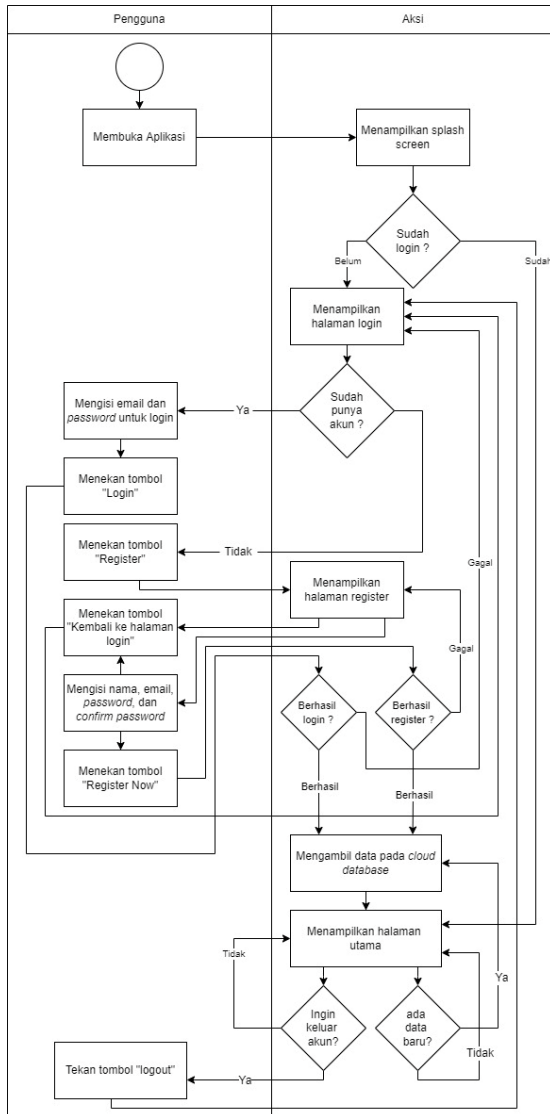 Pengguna
Aksi
Membuka Aplikasi
Menampilkan splash
screen
Sudah
login ?
Belum
Sudah
Menampilkan
halaman login
Sudah
punya
akun ?
Ya
Mengisi email dan
password untuk login
Menekan tombol
"Login"
Tidak
Menekan tombol
"Register"
Menampilkan
halaman register
Gagal
Menekan tombol
"Kembali ke halaman
login"
Gagal
Mengisi nama, email,
password, dan
confirm password
Berhasil
login ?
Berhasil
register ?
Menekan tombol
"Register Now"
Berhasil
Berhasil
Mengambil data pada cloud
database
Menampilkan halaman
utama
Tidak
Ya
Ingin
keluar
akun?
ada
data
baru?
Tidak
Ya
Tekan tombol "logout"